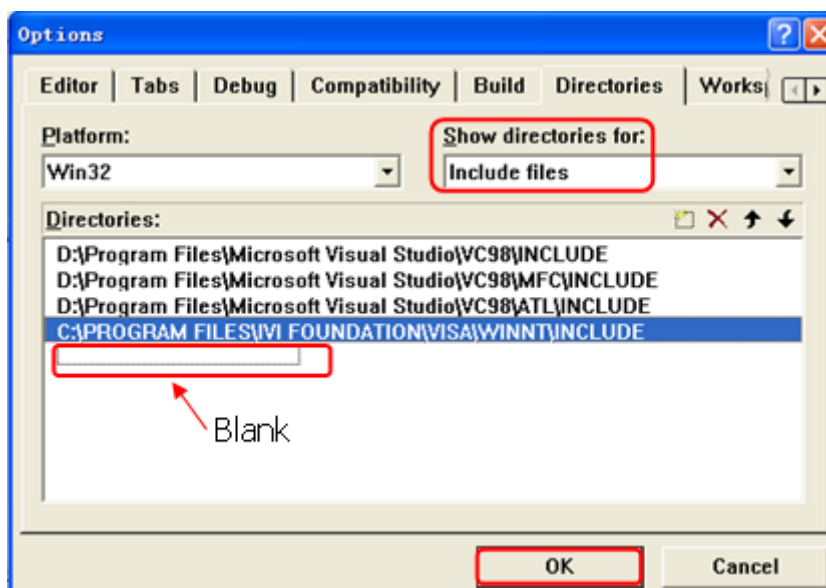 Options
Editor Tabs Debug Compatibility Build Directories Works
Platform: Show directories for:
Win32 Include files
Directories:
D:\Program Files\Microsoft Visual Studio\VC98\INCLUDE
D:\Program Files\Microsoft Visual Studio\VC98\MFC\INCLUDE
D:\Program Files\Microsoft Visual Studio\VC98\ATL\INCLUDE
C:\PROGRAM FILES\IVI FOUNDATION\VISA\WINNT\INCLUDE
Blank
OK Cancel